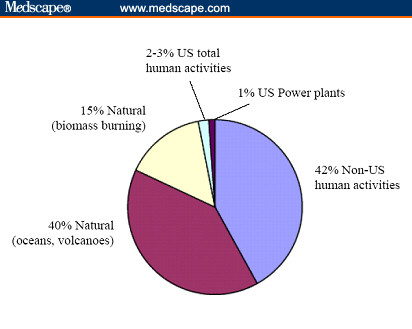 Medscape® www.medscape.com
2-3% US total
human activities
1% US Power plants
15% Natural
(biomass burning)
42% Non-US
human activities
40% Natural
(oceans, volcanoes)